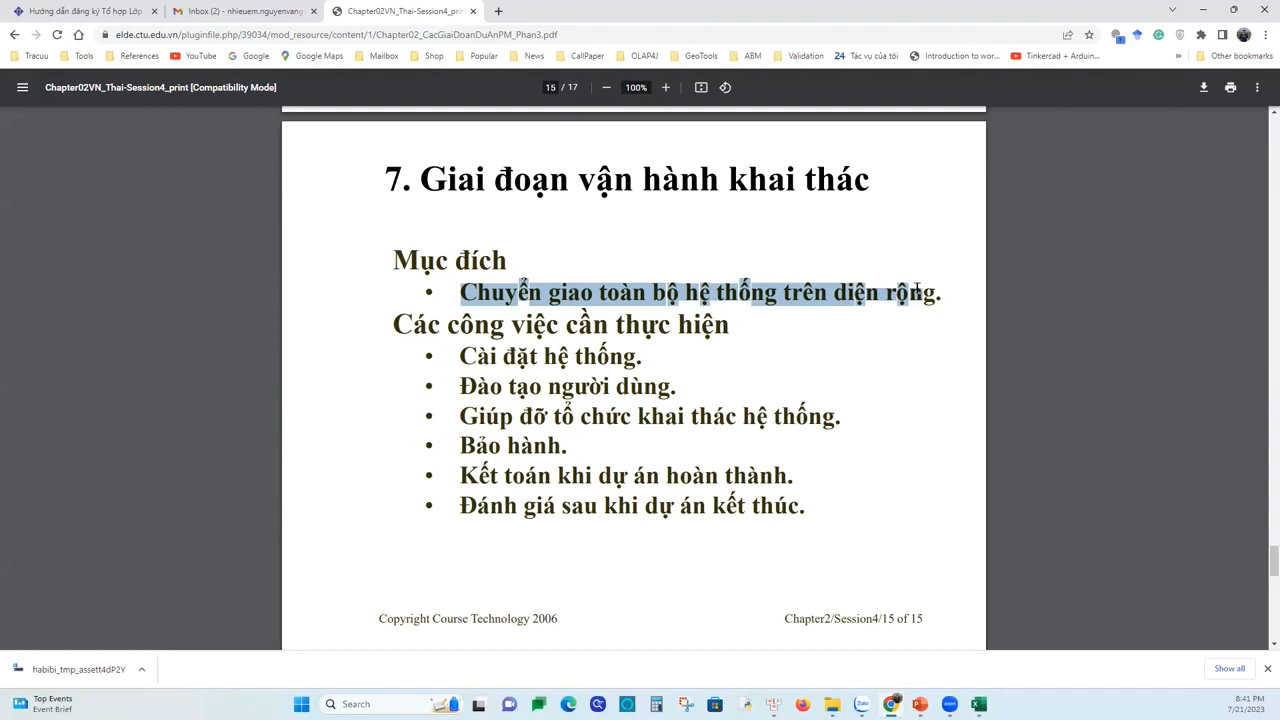 Hướng dẫn đăng ký Tổ hợp Lớp
Inbox (2) - nhieuem.nguyenvang
Chapter02VN_Thai-Session4_print
elde.ctu.edu.vn/pluginfile.php/39034/mod_resource/content/1/Chapter02_CacGiaiDoanDuAnPM_Phan3.pdf
Tracuu Tools References YouTube Google Google Maps Mailbox Shop Popular News CallPaper OLAP4J GeoTools ABM Validation 24 Tác vụ của tôi Introduction to wor... Tinkercad + Arduin... » Other bookmarks
Chapter02VN_Thai-Session4_print [Compatibility Mode] 15 / 17 — 100% +
7. Giai đoạn vận hành khai thác
Mục đích
• Chuyển giao toàn bộ hệ thống trên diện rộng.
Các công việc cần thực hiện
• Cài đặt hệ thống.
• Đào tạo người dùng.
• Giúp đỡ tổ chức khai thác hệ thống.
• Bảo hành.
• Kết toán khi dự án hoàn thành.
• Đánh giá sau khi dự án kết thúc.
Copyright Course Technology 2006 Chapter2/Session4/15 of 15
habibi_tmp_assett4dP2Y Show all
Top Events
Event Brief
Search
8:41 PM
7/21/2023